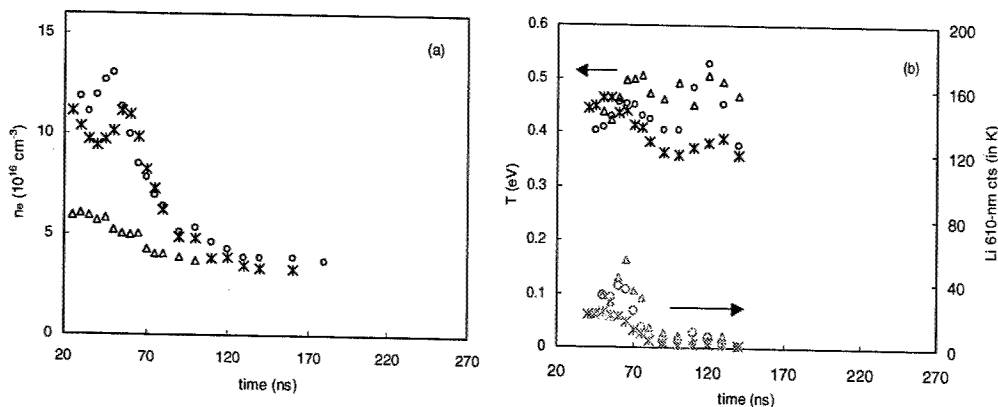 15
10
5
0
nₑ (10¹⁶ cm⁻³)
(a)
20 70 120 170 220 270
time (ns)
0.6
0.5
0.4
0.3
0.2
0.1
0
T (eV)
(b)
200
160
120
80
40
0
Li 610-nm cts (in K)
20 70 120 170 220 270
time (ns)